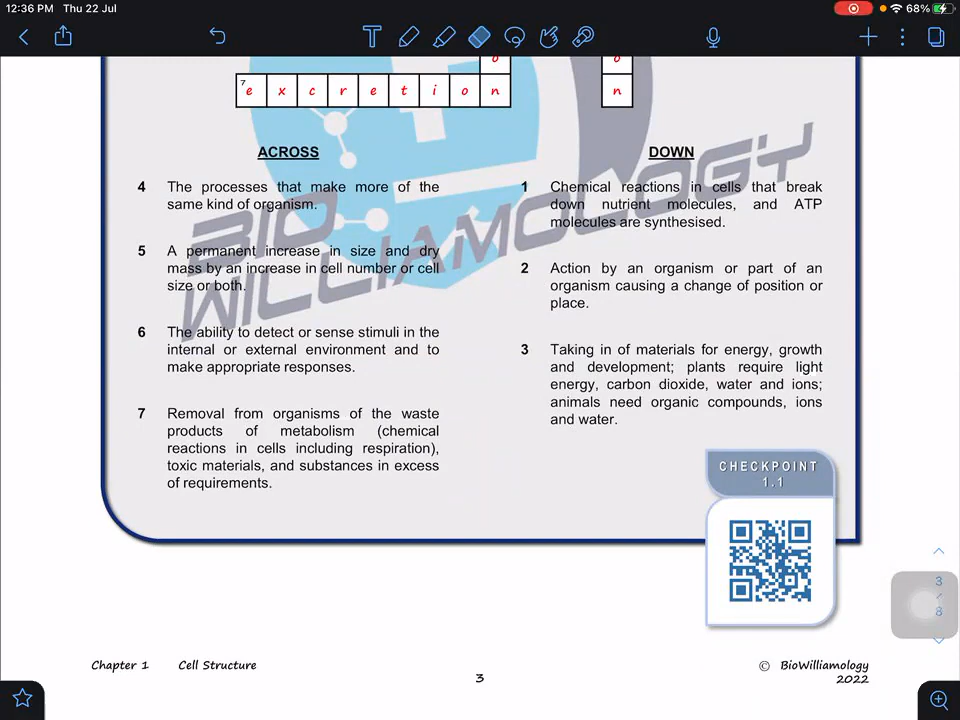 12:36 PM Thu 22 Jul
68%
o
o
7 e x c r e t i o n
n
ACROSS
4 The processes that make more of the
same kind of organism.
5 A permanent increase in size and dry
mass by an increase in cell number or cell
size or both.
6 The ability to detect or sense stimuli in the
internal or external environment and to
make appropriate responses.
7 Removal from organisms of the waste
products of metabolism (chemical
reactions in cells including respiration),
toxic materials, and substances in excess
of requirements.
DOWN
1 Chemical reactions in cells that break
down nutrient molecules, and ATP
molecules are synthesised.
2 Action by an organism or part of an
organism causing a change of position or
place.
3 Taking in of materials for energy, growth
and development; plants require light
energy, carbon dioxide, water and ions;
animals need organic compounds, ions
and water.
BIO
WILLIAMOLOGY
CHECKPOINT
1.1
3
8
Chapter 1 Cell Structure
3
© BioWilliamology
2022